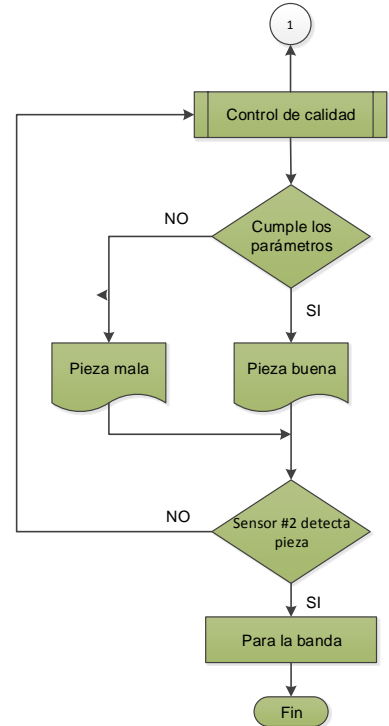 1
Control de calidad
Cumple los
parámetros
NO
SI
Pieza mala
Pieza buena
Sensor #2 detecta
pieza
NO
SI
Para la banda
Fin